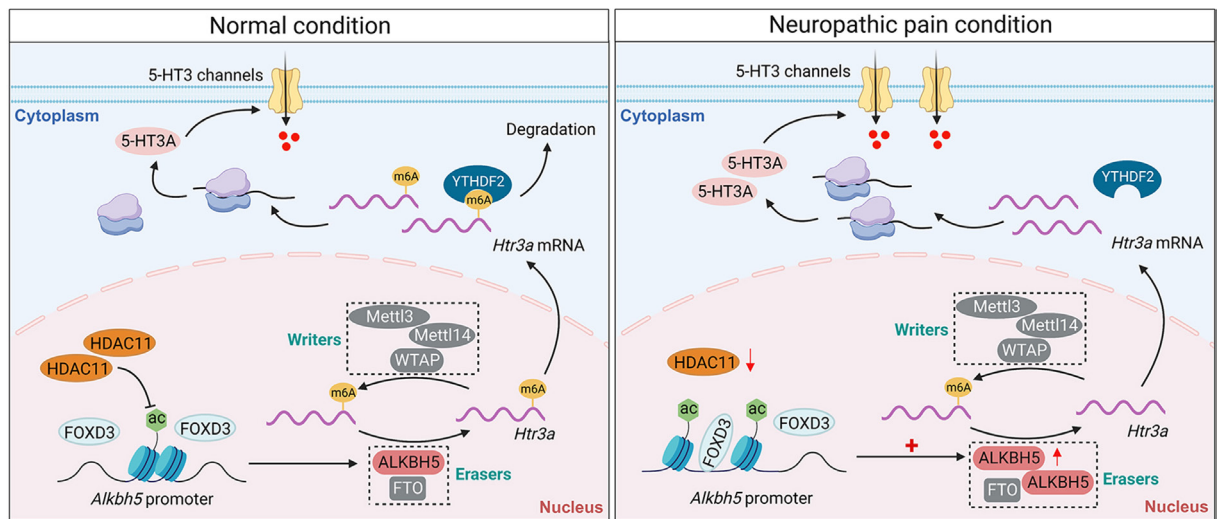 Normal condition
5-HT3 channels
Cytoplasm
5-HT3A
Degradation
m6A
YTHDF2
m6A
Htr3a mRNA
Mettl3
Writers
Mettl14
WTAP
HDAC11
HDAC11
m6A
m6A
ac
FOXD3
FOXD3
Htr3a
ALKBH5
Erasers
FTO
Alkbh5 promoter
Nucleus
Neuropathic pain condition
5-HT3 channels
Cytoplasm
5-HT3A
5-HT3A
YTHDF2
Htr3a mRNA
Mettl3
Writers
Mettl14
WTAP
HDAC11
m6A
ac
ac
FOXD3
FOXD3
Htr3a
+
ALKBH5
Erasers
FTO
ALKBH5
Alkbh5 promoter
Nucleus